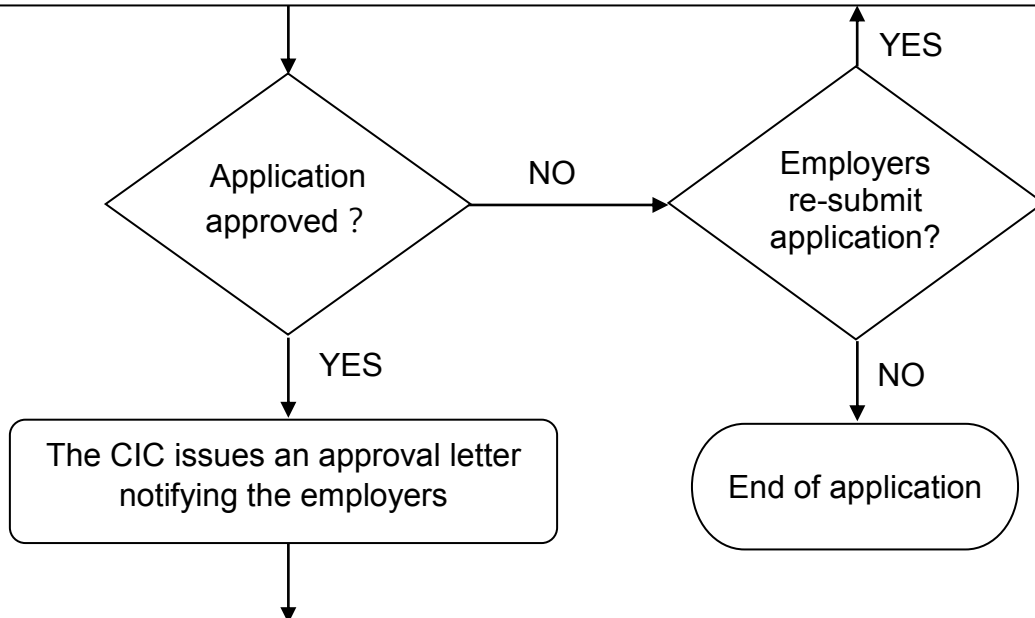 YES
Application
approved ?
NO
Employers
re-submit
application?
YES
NO
The CIC issues an approval letter
notifying the employers
End of application